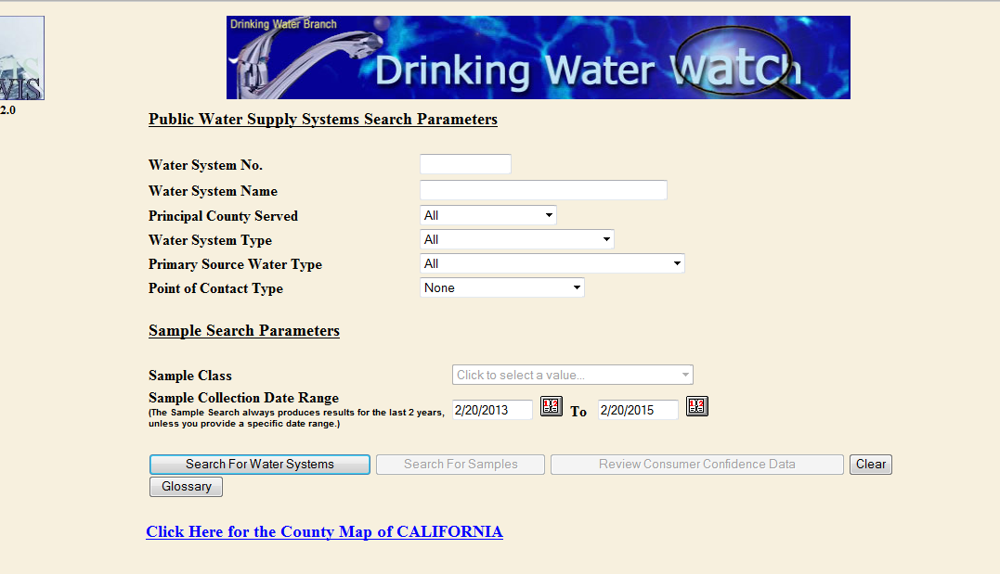 Drinking Water Branch
Drinking Water Watch
2.0
Public Water Supply Systems Search Parameters
Water System No.
Water System Name
Principal County Served All
Water System Type All
Primary Source Water Type All
Point of Contact Type None
Sample Search Parameters
Sample Class Click to select a value...
Sample Collection Date Range
(The Sample Search always produces results for the last 2 years,
unless you provide a specific date range.)
2/20/2013 To 2/20/2015
Search For Water Systems Search For Samples Review Consumer Confidence Data Clear
Glossary
Click Here for the County Map of CALIFORNIA